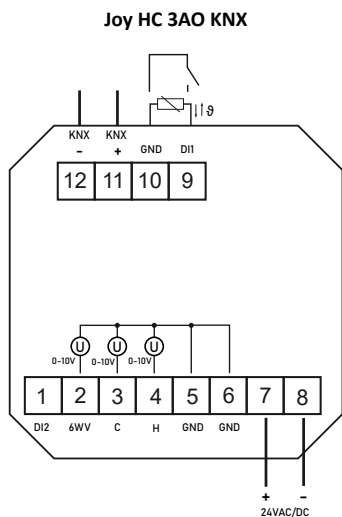 Joy HC 3AO KNX
ϑ
KNX KNX
− + GND DI1
12 11 10 9
U U U
0-10V 0-10V 0-10V
1 2 3 4 5 6 7 8
DI2 6WV C H GND GND
+ −
24VAC/DC